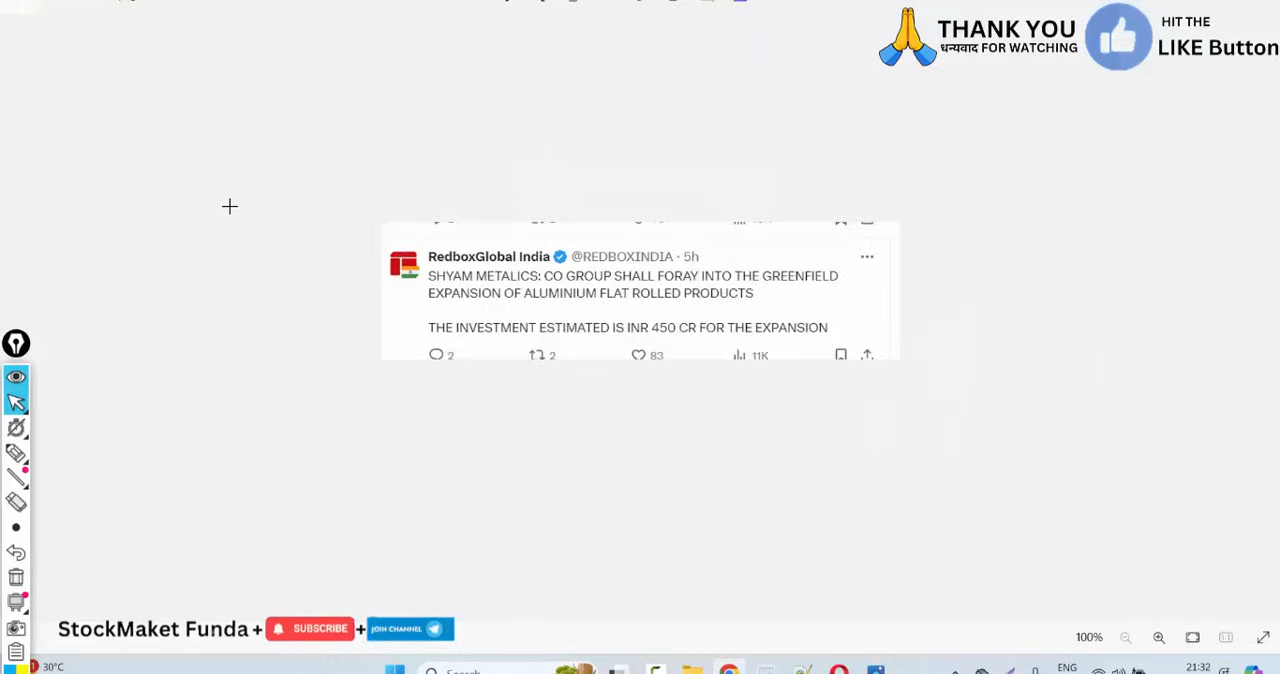 THANK YOU
धन्यवाद FOR WATCHING
HIT THE
LIKE Button
RedboxGlobal India @REDBOXINDIA · 5h
SHYAM METALICS: CO GROUP SHALL FORAY INTO THE GREENFIELD
EXPANSION OF ALUMINIUM FLAT ROLLED PRODUCTS
THE INVESTMENT ESTIMATED IS INR 450 CR FOR THE EXPANSION
2 2 83 11K
StockMaket Funda + SUBSCRIBE + JOIN CHANNEL
100%
1 30°C
Search
ENG
21:32